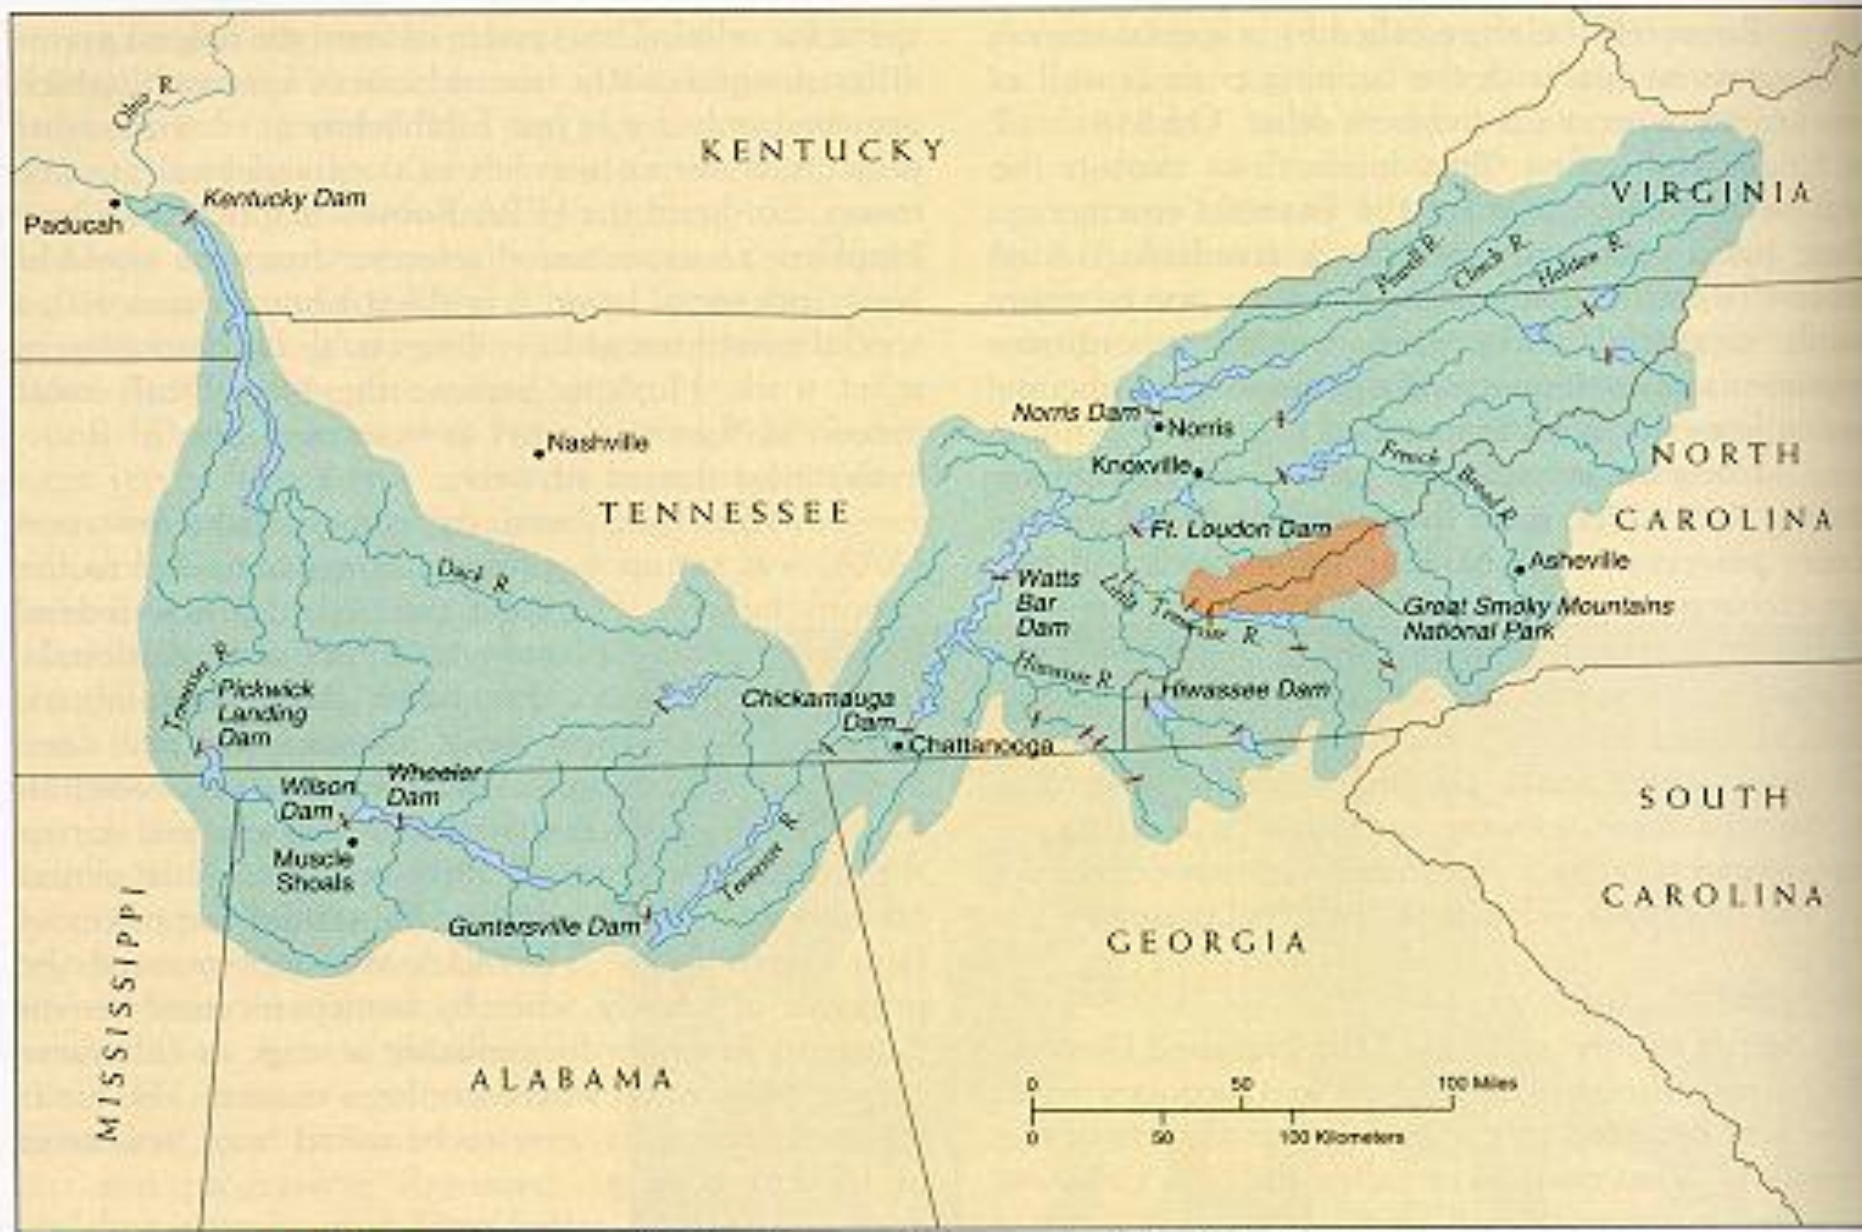 Ohio R.
KENTUCKY
Paducah
Kentucky Dam
VIRGINIA
Powell R.
Clinch R.
Holston R.
Norris Dam
Norris
Nashville
Knoxville
TENNESSEE
French Broad R.
NORTH
CAROLINA
Ft. Loudon Dam
Asheville
Duck R.
Watts
Bar
Dam
Little Tennessee R.
Great Smoky Mountains
National Park
Tennessee R.
Pickwick
Landing
Dam
Hiwassee R.
Hiwassee Dam
Chickamauga
Dam
Chattanooga
Wilson
Dam
Wheeler
Dam
Muscle
Shoals
Tennessee R.
Guntersville Dam
SOUTH
CAROLINA
GEORGIA
MISSISSIPPI
ALABAMA
0 50 100 Miles
0 50 100 Kilometers